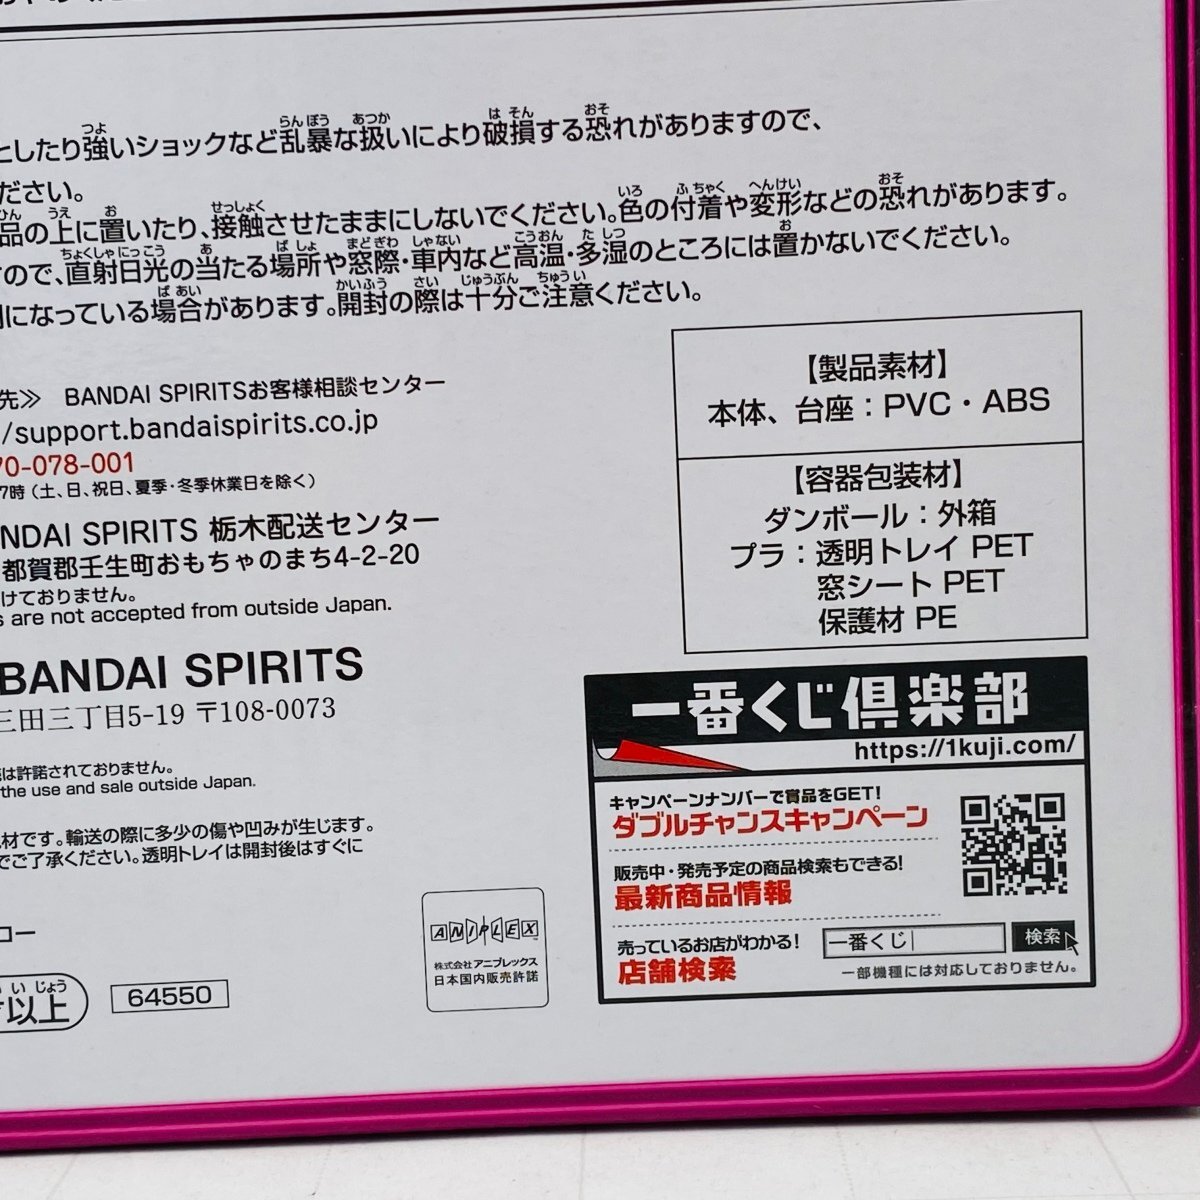 としたり強いショックなど乱暴な扱いにより破損する恐れがありますので、
ださい。
品の上に置いたり、接触させたままにしないでください。色の付着や変形などの恐れがあります。
ので、直射日光の当たる場所や窓際・車内など高温・多湿のところには置かないでください。
になっている場合があります。開封の際は十分ご注意ください。
先≫ BANDAI SPIRITSお客様相談センター
/support.bandaispirits.co.jp
70-078-001
7時（土、日、祝日、夏季・冬季休業日を除く）
NDAI SPIRITS 栃木配送センター
都賀郡壬生町おもちゃのまち4-2-20
けておりません。
s are not accepted from outside Japan.
BANDAI SPIRITS
三田三丁目5-19 〒108-0073
は許諾されておりません。
the use and sale outside Japan.
材です。輸送の際に多少の傷や凹みが生じます。
でご了承ください。透明トレイは開封後はすぐに
コー
以上
64550
ANIPLEX
株式会社アニプレックス
日本国内販売許諾
【製品素材】
本体、台座：PVC・ABS
【容器包装材】
ダンボール：外箱
プラ：透明トレイ PET
窓シート PET
保護材 PE
一番くじ倶楽部
https://1kuji.com/
キャンペーンナンバーで賞品をGET!
ダブルチャンスキャンペーン
販売中・発売予定の商品検索もできる!
最新商品情報
売っているお店がわかる!
店舗検索
一番くじ 検索
一部機種には対応しておりません。